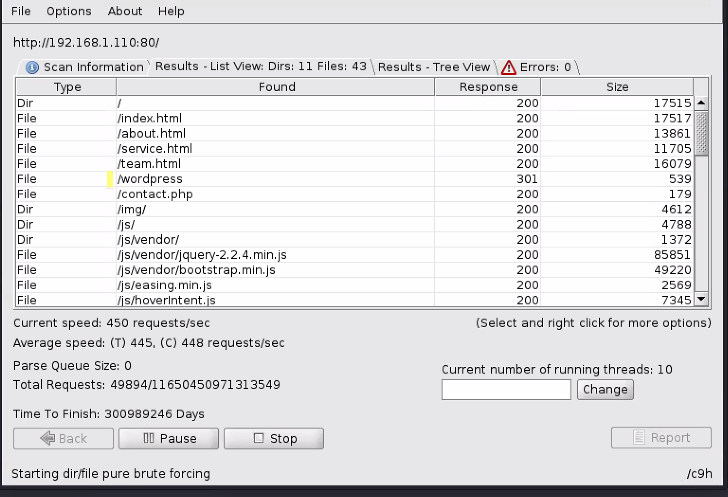 File Options About Help
http://192.168.1.110:80/
Scan Information Results - List View: Dirs: 11 Files: 43 Results - Tree View Errors: 0
Type Found Response Size
Dir / 200 17515
File /index.html 200 17517
File /about.html 200 13861
File /service.html 200 11705
File /team.html 200 16079
File /wordpress 301 539
File /contact.php 200 179
Dir /img/ 200 4612
Dir /js/ 200 4788
Dir /js/vendor/ 200 1372
File /js/vendor/jquery-2.2.4.min.js 200 85851
File /js/vendor/bootstrap.min.js 200 49220
File /js/easing.min.js 200 2569
File /js/hoverIntent.js 200 7345
Current speed: 450 requests/sec (Select and right click for more options)
Average speed: (T) 445, (C) 448 requests/sec
Parse Queue Size: 0
Current number of running threads: 10
Total Requests: 49894/11650450971313549
Change
Time To Finish: 300989246 Days
Back Pause Stop Report
Starting dir/file pure brute forcing /c9h